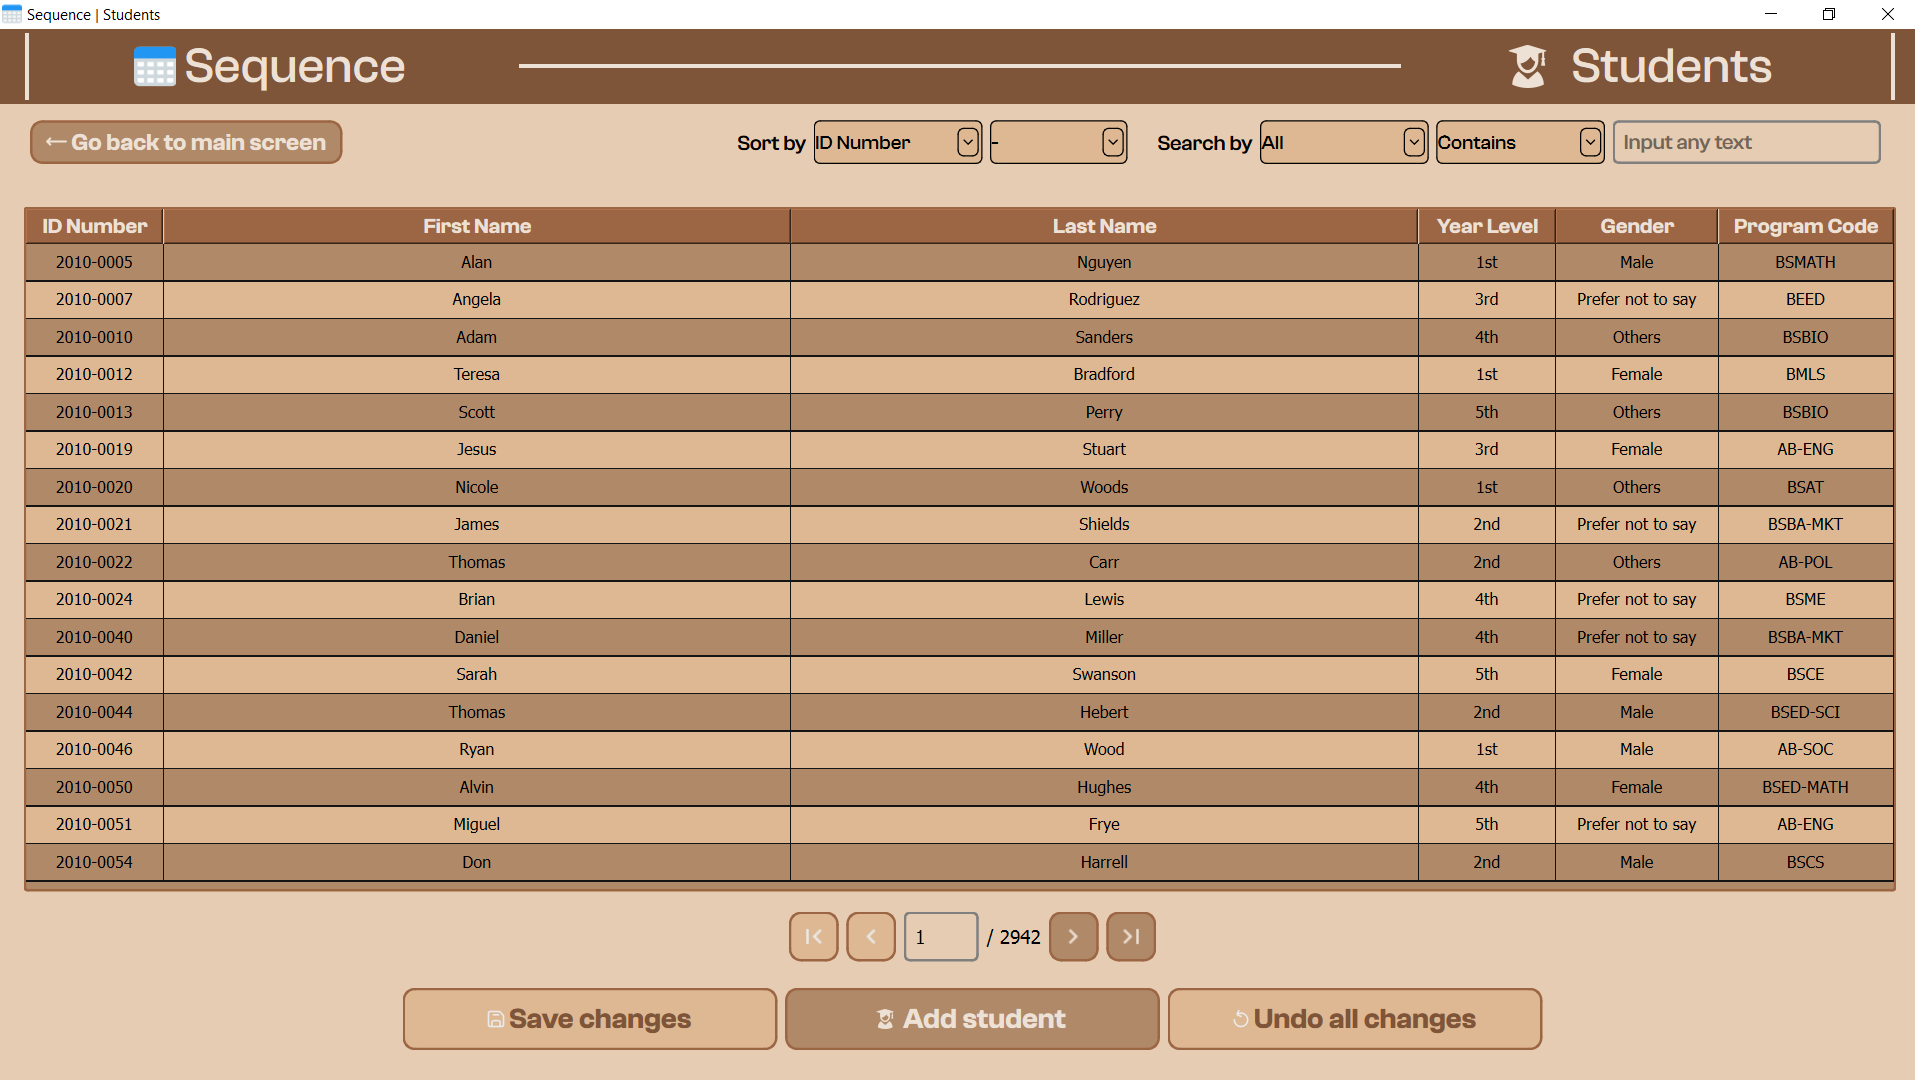 Sequence | Students
Sequence Students
Go back to main screen Sort by ID Number - Search by All Contains Input any text
ID Number First Name Last Name Year Level Gender Program Code
2010-0005 Alan Nguyen 1st Male BSMATH
2010-0007 Angela Rodriguez 3rd Prefer not to say BEED
2010-0010 Adam Sanders 4th Others BSBIO
2010-0012 Teresa Bradford 1st Female BMLS
2010-0013 Scott Perry 5th Others BSBIO
2010-0019 Jesus Stuart 3rd Female AB-ENG
2010-0020 Nicole Woods 1st Others BSAT
2010-0021 James Shields 2nd Prefer not to say BSBA-MKT
2010-0022 Thomas Carr 2nd Others AB-POL
2010-0024 Brian Lewis 4th Prefer not to say BSME
2010-0040 Daniel Miller 4th Prefer not to say BSBA-MKT
2010-0042 Sarah Swanson 5th Female BSCE
2010-0044 Thomas Hebert 2nd Male BSED-SCI
2010-0046 Ryan Wood 1st Male AB-SOC
2010-0050 Alvin Hughes 4th Female BSED-MATH
2010-0051 Miguel Frye 5th Prefer not to say AB-ENG
2010-0054 Don Harrell 2nd Male BSCS
1 / 2942
Save changes Add student Undo all changes